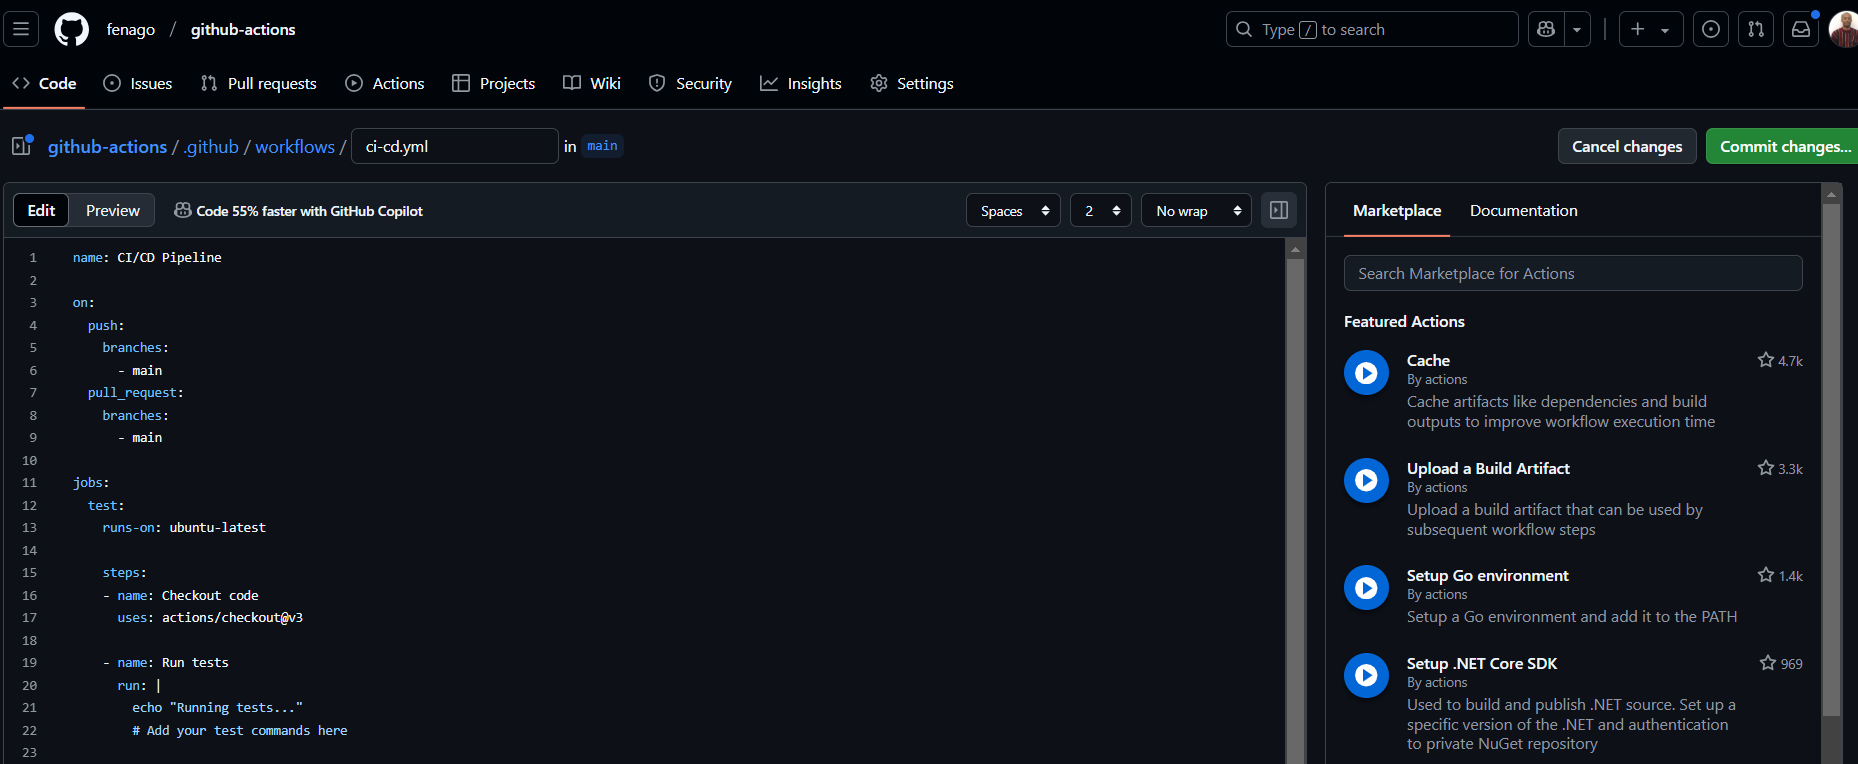 fenago / github-actions
Type / to search
Code Issues Pull requests Actions Projects Wiki Security Insights Settings
github-actions / .github / workflows / ci-cd.yml in main
Cancel changes Commit changes...
Edit Preview Code 55% faster with GitHub Copilot Spaces 2 No wrap
1 name: CI/CD Pipeline
2
3 on:
4 push:
5 branches:
6 - main
7 pull_request:
8 branches:
9 - main
10
11 jobs:
12 test:
13 runs-on: ubuntu-latest
14
15 steps:
16 - name: Checkout code
17 uses: actions/checkout@v3
18
19 - name: Run tests
20 run: |
21 echo "Running tests..."
22 # Add your test commands here
23
Marketplace Documentation
Search Marketplace for Actions
Featured Actions
Cache 4.7k
By actions
Cache artifacts like dependencies and build
outputs to improve workflow execution time
Upload a Build Artifact 3.3k
By actions
Upload a build artifact that can be used by
subsequent workflow steps
Setup Go environment 1.4k
By actions
Setup a Go environment and add it to the PATH
Setup .NET Core SDK 969
By actions
Used to build and publish .NET source. Set up a
specific version of the .NET and authentication
to private NuGet repository